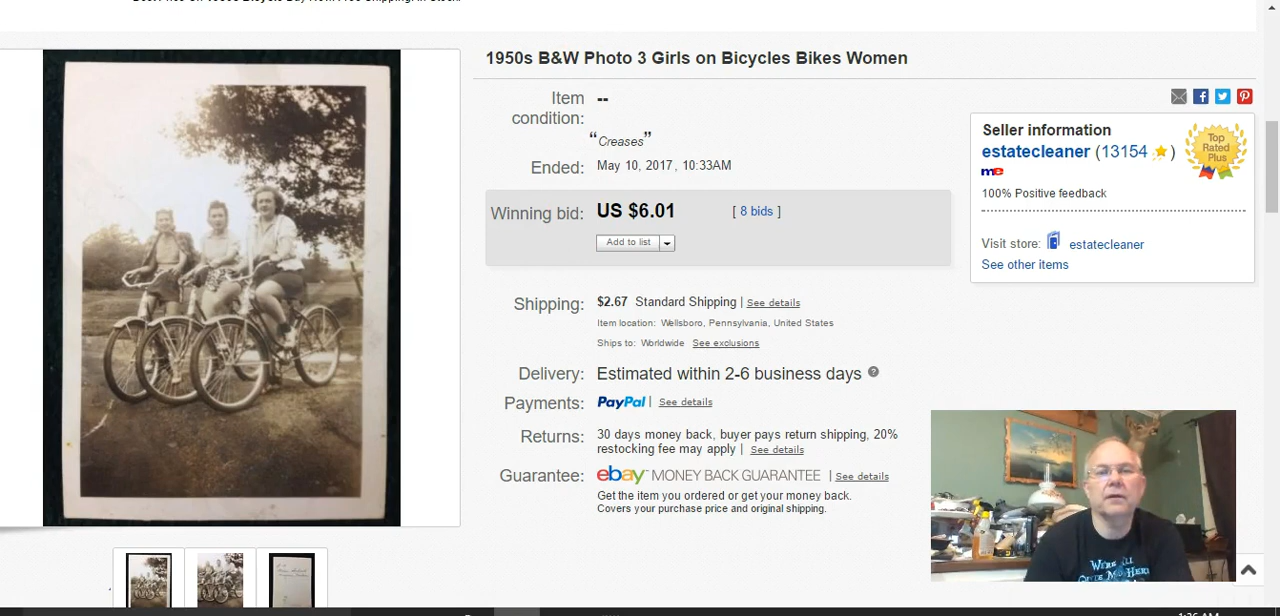 1950s B&W Photo 3 Girls on Bicycles Bikes Women
Item condition: --
“Creases”
Ended: May 10, 2017 , 10:33AM
Winning bid: US $6.01 [ 8 bids ]
Add to list
Shipping: $2.67 Standard Shipping | See details
Item location: Wellsboro, Pennsylvania, United States
Ships to: Worldwide See exclusions
Delivery: Estimated within 2-6 business days ?
Payments: PayPal | See details
Returns: 30 days money back, buyer pays return shipping, 20%
restocking fee may apply | See details
Guarantee: ebay MONEY BACK GUARANTEE | See details
Get the item you ordered or get your money back.
Covers your purchase price and original shipping.
Seller information
estatecleaner (13154 )
me
100% Positive feedback
Visit store: estatecleaner
See other items
Top
Rated
Plus